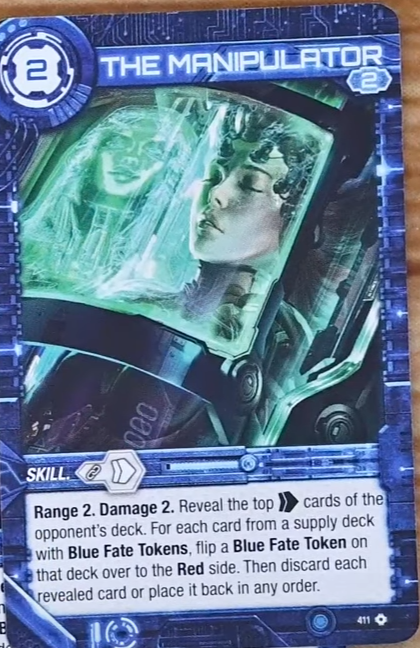 2
THE MANIPULATOR
2
080
SKILL.
Range 2. Damage 2. Reveal the top cards of the
opponent's deck. For each card from a supply deck
with Blue Fate Tokens, flip a Blue Fate Token on
that deck over to the Red side. Then discard each
revealed card or place it back in any order.
411